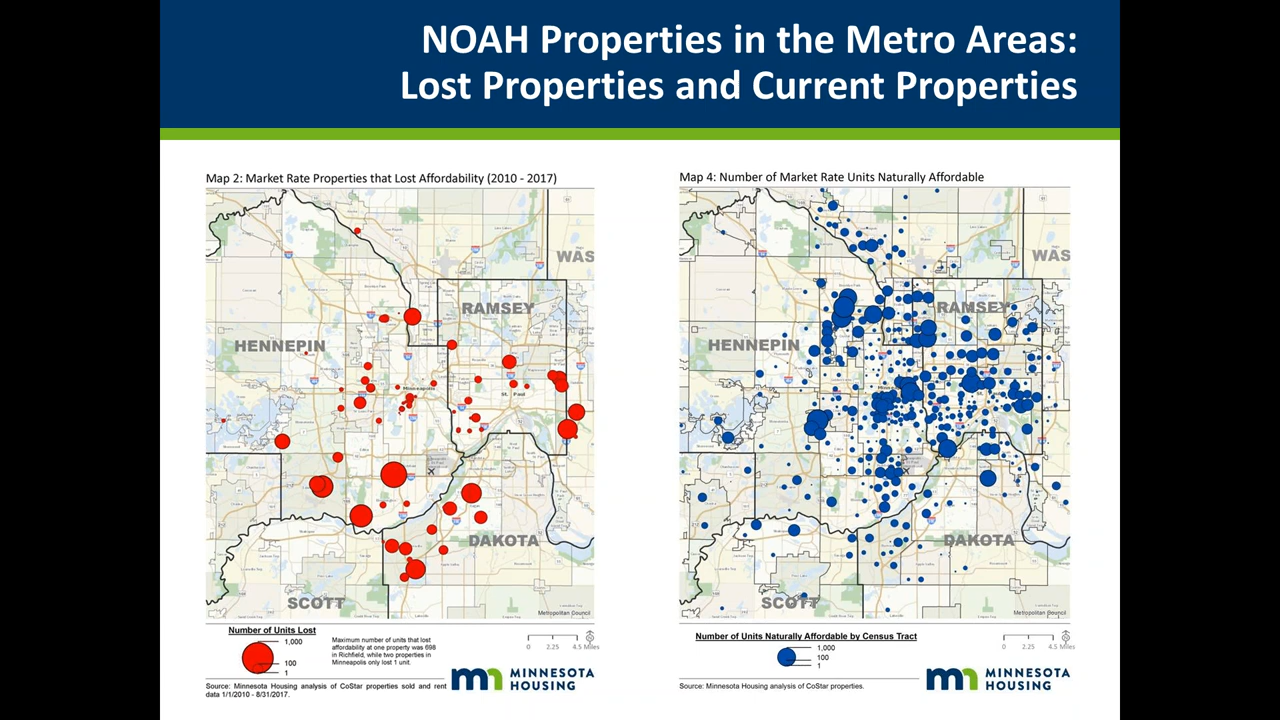 NOAH Properties in the Metro Areas:
Lost Properties and Current Properties
Map 2: Market Rate Properties that Lost Affordability (2010 - 2017)
WAS
RAMSEY
HENNEPIN
Minneapolis
St. Paul
DAKOTA
SCOTT
Metropolitan Council
Number of Units Lost
1,000
100
1
Maximum number of units that lost
affordability at one property was 698
in Richfield, while two properties in
Minneapolis only lost 1 unit.
0 2.25 4.5 Miles
Source: Minnesota Housing analysis of CoStar properties sold and rent
data 1/1/2010 - 8/31/2017.
MINNESOTA
HOUSING
Map 4: Number of Market Rate Units Naturally Affordable
WAS
RAMSEY
HENNEPIN
DAKOTA
SCOTT
Metropolitan Council
Number of Units Naturally Affordable by Census Tract
1,000
100
1
0 2.25 4.5 Miles
Source: Minnesota Housing analysis of CoStar properties.
MINNESOTA
HOUSING